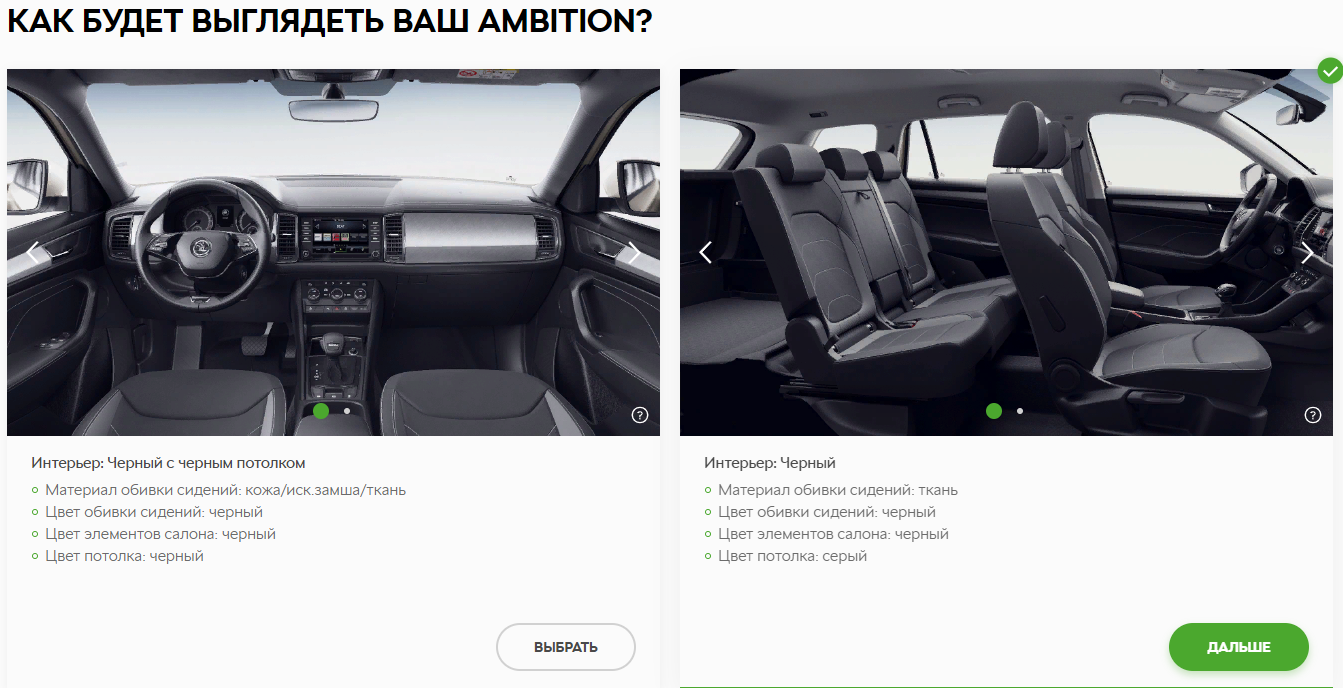 КАК БУДЕТ ВЫГЛЯДЕТЬ ВАШ AMBITION?
Интерьер: Черный с черным потолком
Материал обивки сидений: кожа/иск.замша/ткань
Цвет обивки сидений: черный
Цвет элементов салона: черный
Цвет потолка: черный
ВЫБРАТЬ
Интерьер: Черный
Материал обивки сидений: ткань
Цвет обивки сидений: черный
Цвет элементов салона: черный
Цвет потолка: серый
ДАЛЬШЕ